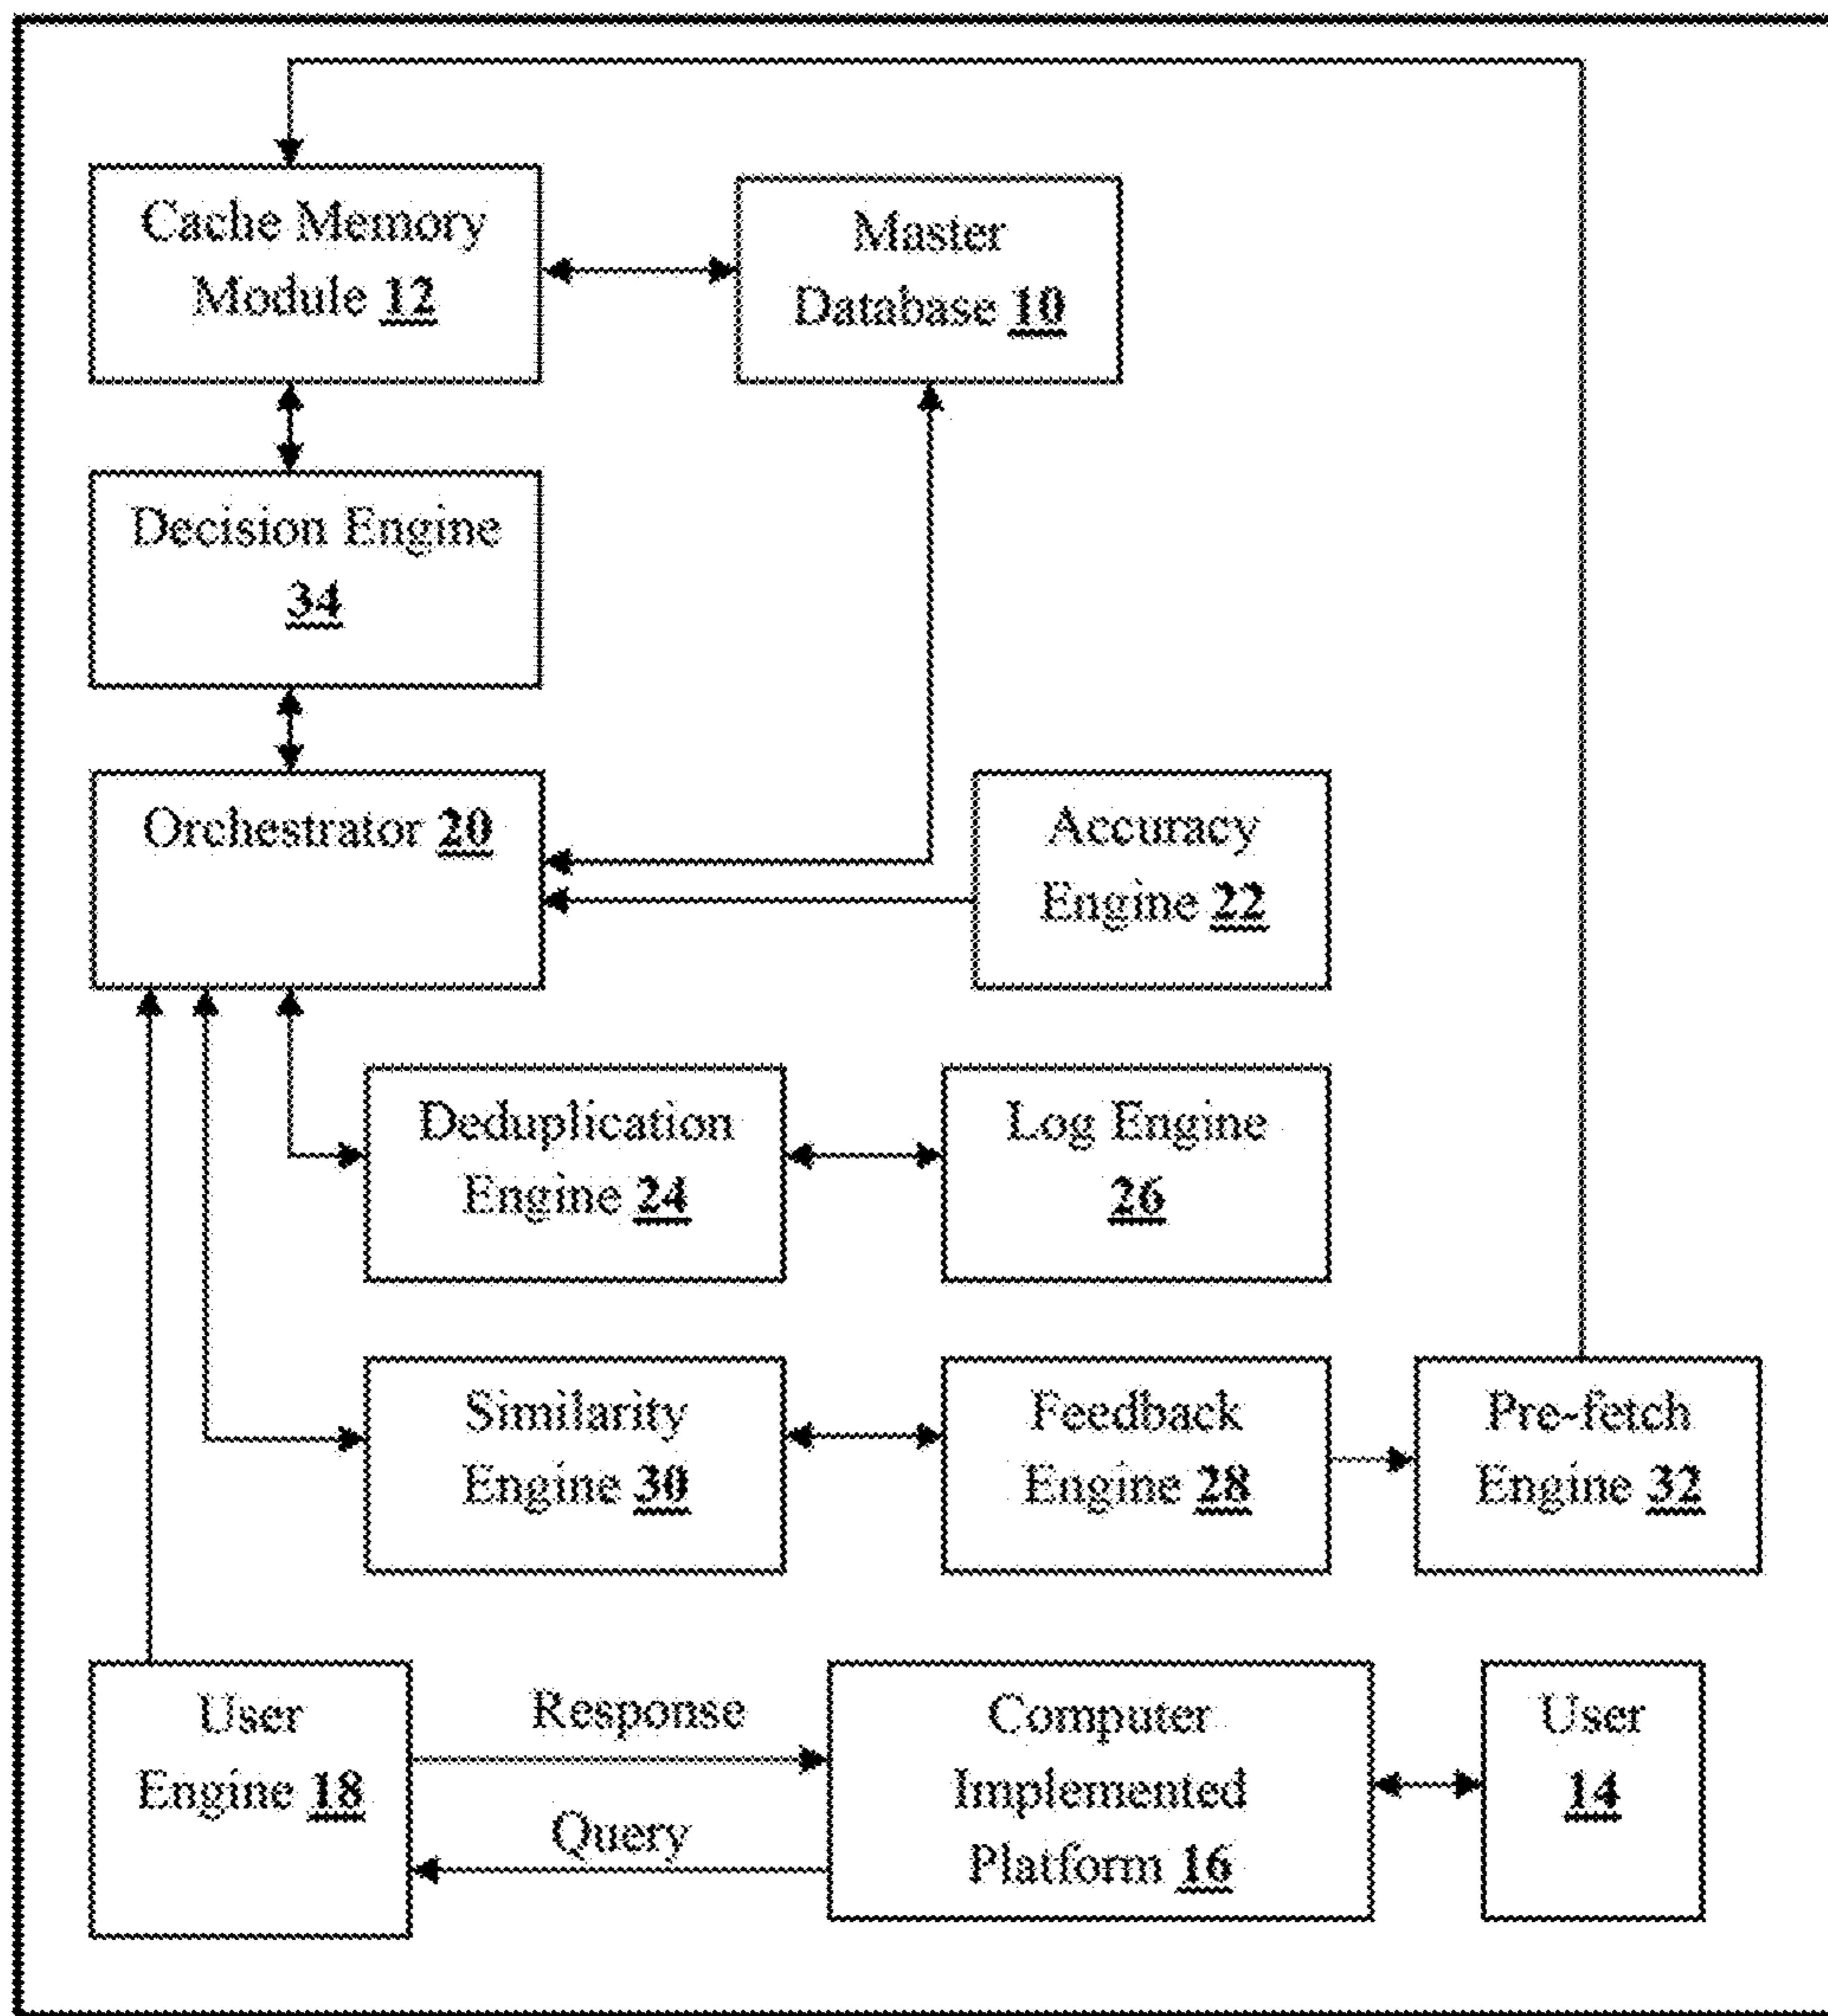 Cache Memory
Module 12
Master
Database 10
Decision Engine
34
Orchestrator 20
Accuracy
Engine 22
Deduplication
Engine 24
Log Engine
26
Similarity
Engine 30
Feedback
Engine 28
Pre-fetch
Engine 32
User
Engine 18
Response
Query
Computer
Implemented
Platform 16
User
14